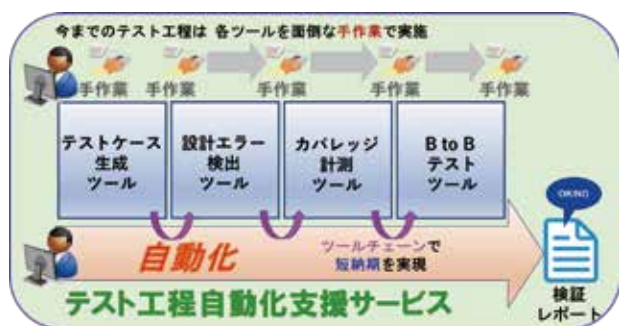 今までのテスト工程は 各ツールを面倒な手作業で実施
手作業 手作業 手作業 手作業 手作業
テストケース
生成
ツール
設計エラー
検出
ツール
カバレッジ
計測
ツール
B to B
テスト
ツール
自動化
ツールチェーンで
短納期を実現
テスト工程自動化支援サービス
検証
レポート